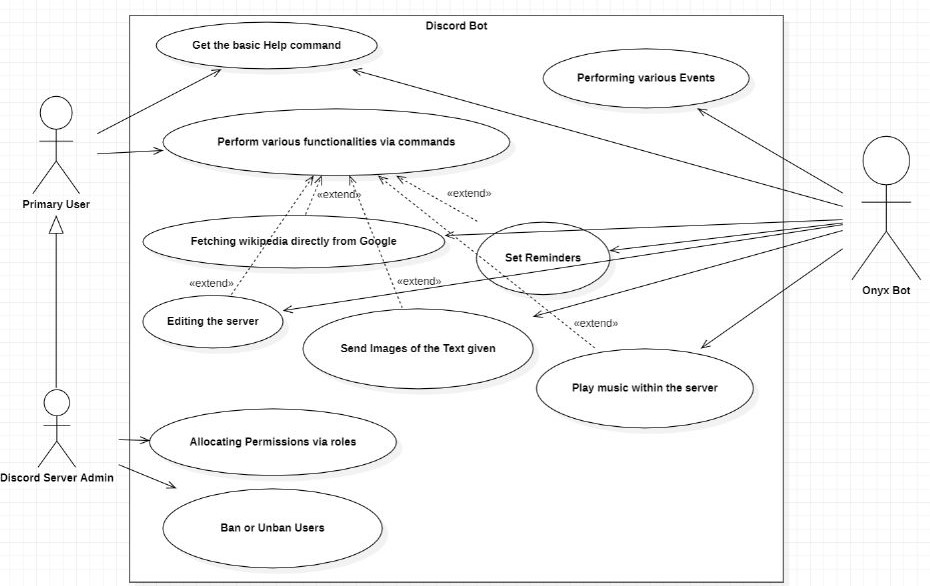 Discord Bot
Get the basic Help command
Performing various Events
Perform various functionalities via commands
«extend»
«extend»
Primary User
Fetching wikipedia directly from Google
Set Reminders
«extend»
«extend»
Onyx Bot
Editing the server
«extend»
Send Images of the Text given
Play music within the server
Allocating Permissions via roles
Discord Server Admin
Ban or Unban Users